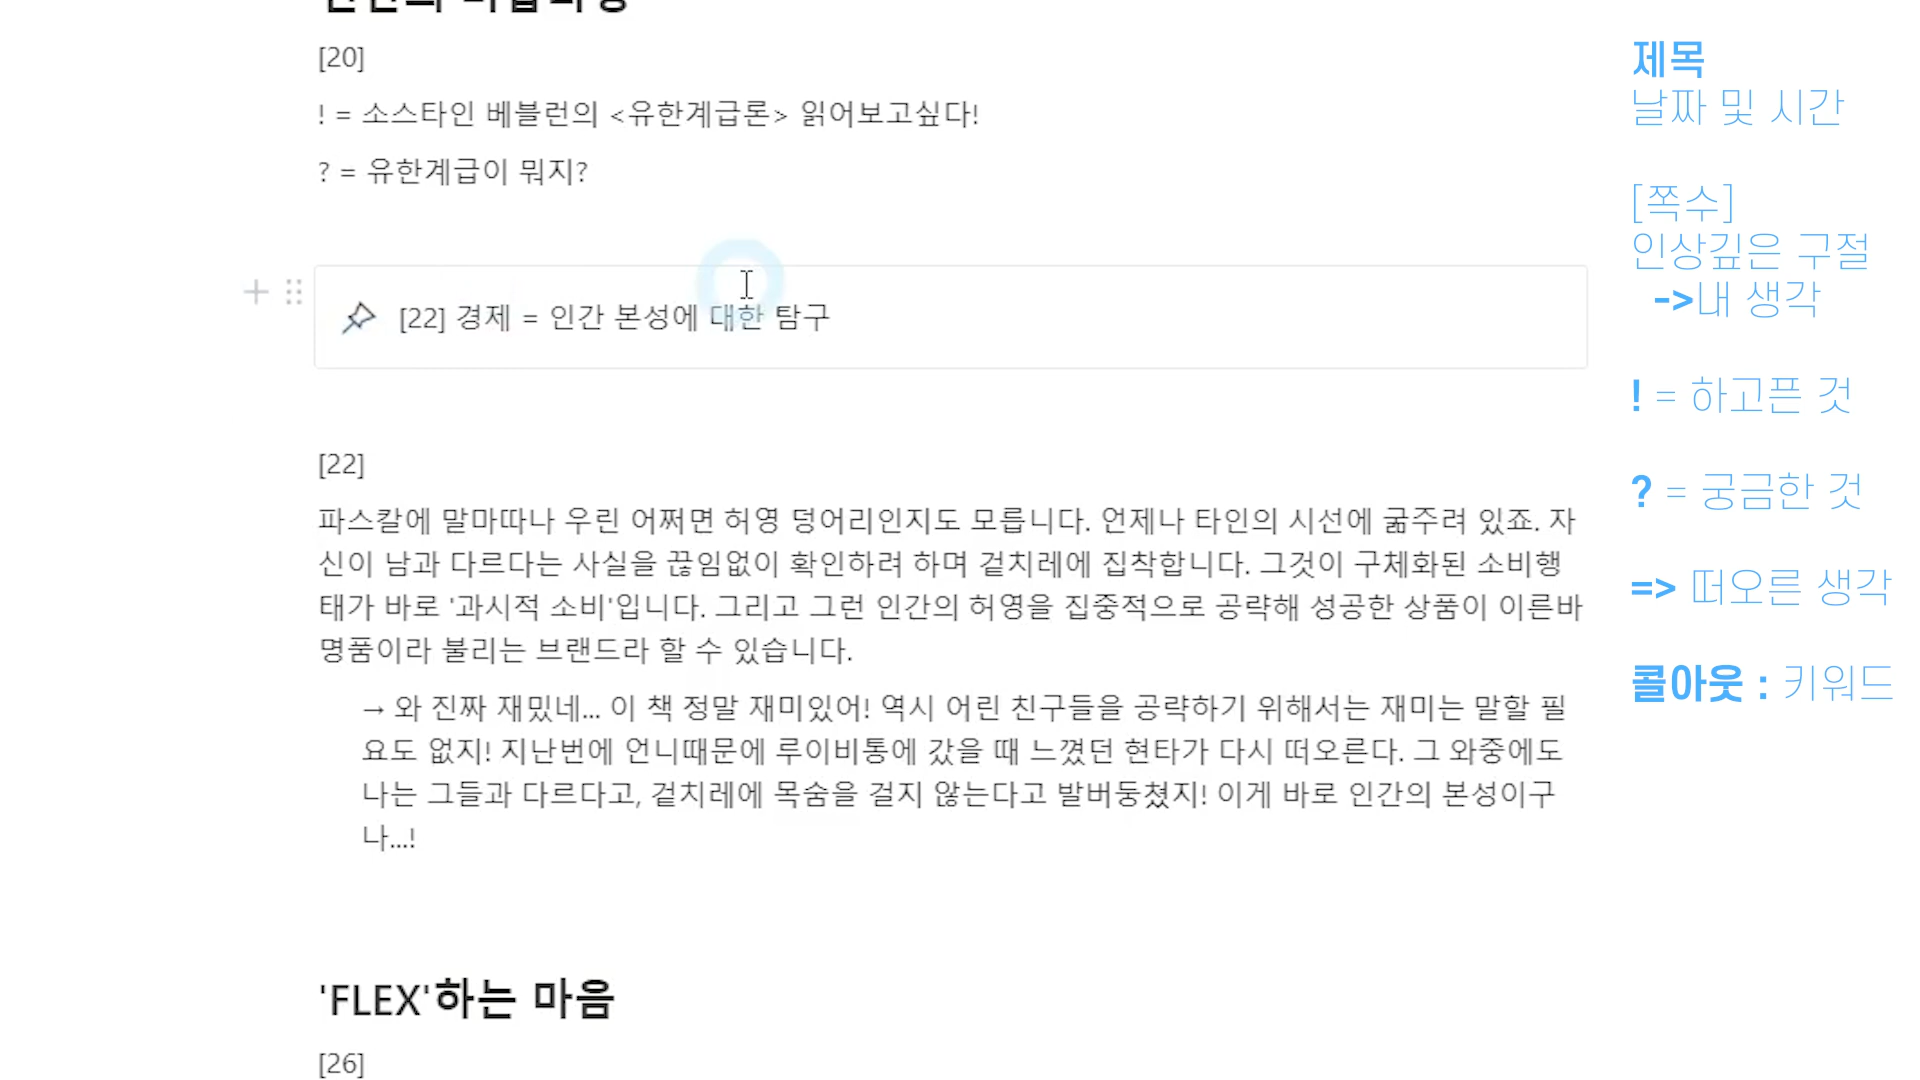 [20]
! = 소스타인 베블런의 <유한계급론> 읽어보고싶다!
? = 유한계급이 뭐지?
[22] 경제 = 인간 본성에 대한 탐구
[22]
파스칼에 말마따나 우린 어쩌면 허영 덩어리인지도 모릅니다. 언제나 타인의 시선에 굶주려 있죠. 자
신이 남과 다르다는 사실을 끊임없이 확인하려 하며 겉치레에 집착합니다. 그것이 구체화된 소비행
태가 바로 '과시적 소비'입니다. 그리고 그런 인간의 허영을 집중적으로 공략해 성공한 상품이 이른바
명품이라 불리는 브랜드라 할 수 있습니다.
→ 와 진짜 재밌네... 이 책 정말 재미있어! 역시 어린 친구들을 공략하기 위해서는 재미는 말할 필
요도 없지! 지난번에 언니때문에 루이비통에 갔을 때 느꼈던 현타가 다시 떠오른다. 그 와중에도
나는 그들과 다르다고, 겉치레에 목숨을 걸지 않는다고 발버둥쳤지! 이게 바로 인간의 본성이구
나...!
'FLEX'하는 마음
[26]
제목
날짜 및 시간
[쪽수]
인상깊은 구절
->내 생각
! = 하고픈 것
? = 궁금한 것
=> 떠오른 생각
콜아웃 : 키워드